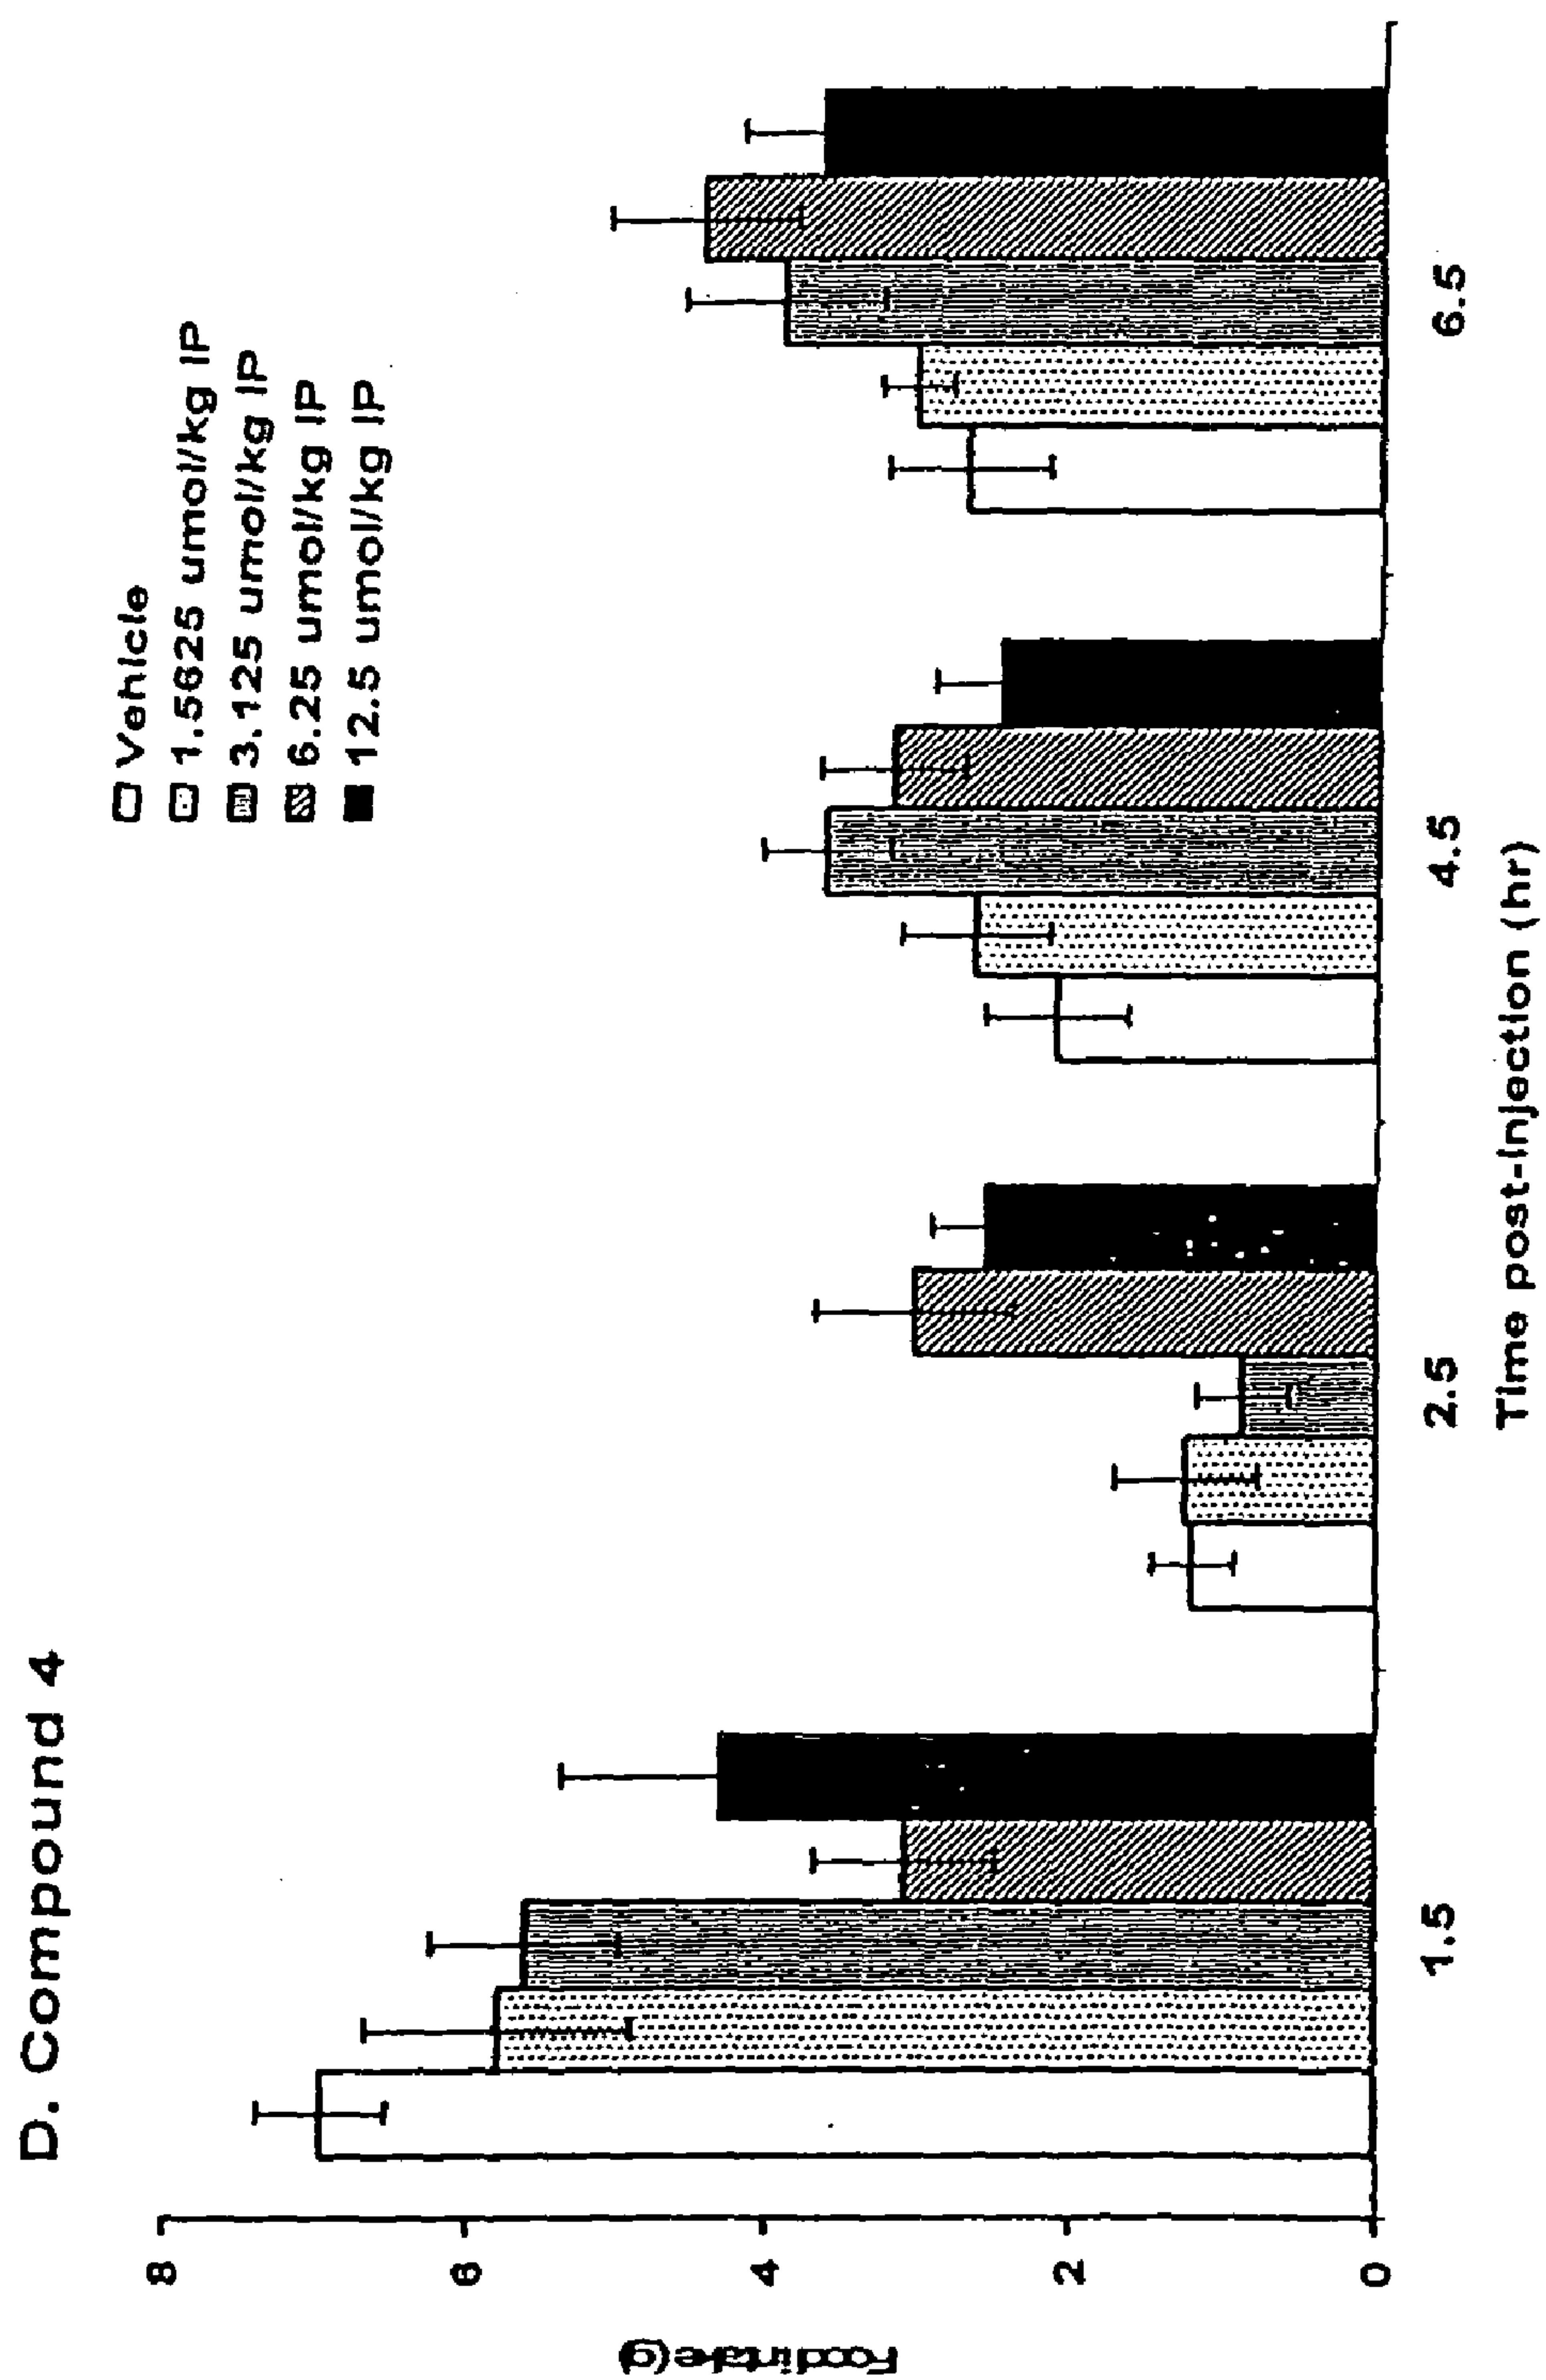 D. Compound 4
Vehicle
1.5625 umol/kg IP
3.125 umol/kg IP
6.25 umol/kg IP
12.5 umol/kg IP
Food intake (g)
8
6
4
2
0
1.5 2.5 4.5 6.5
Time post-injection (hr)